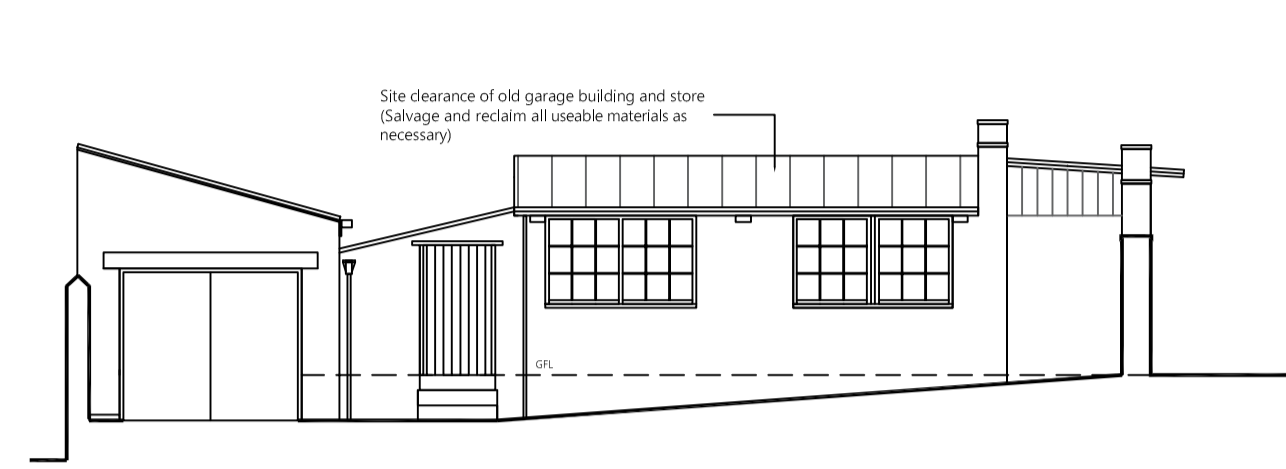 Site clearance of old garage building and store
(Salvage and reclaim all useable materials as
necessary)
GFL